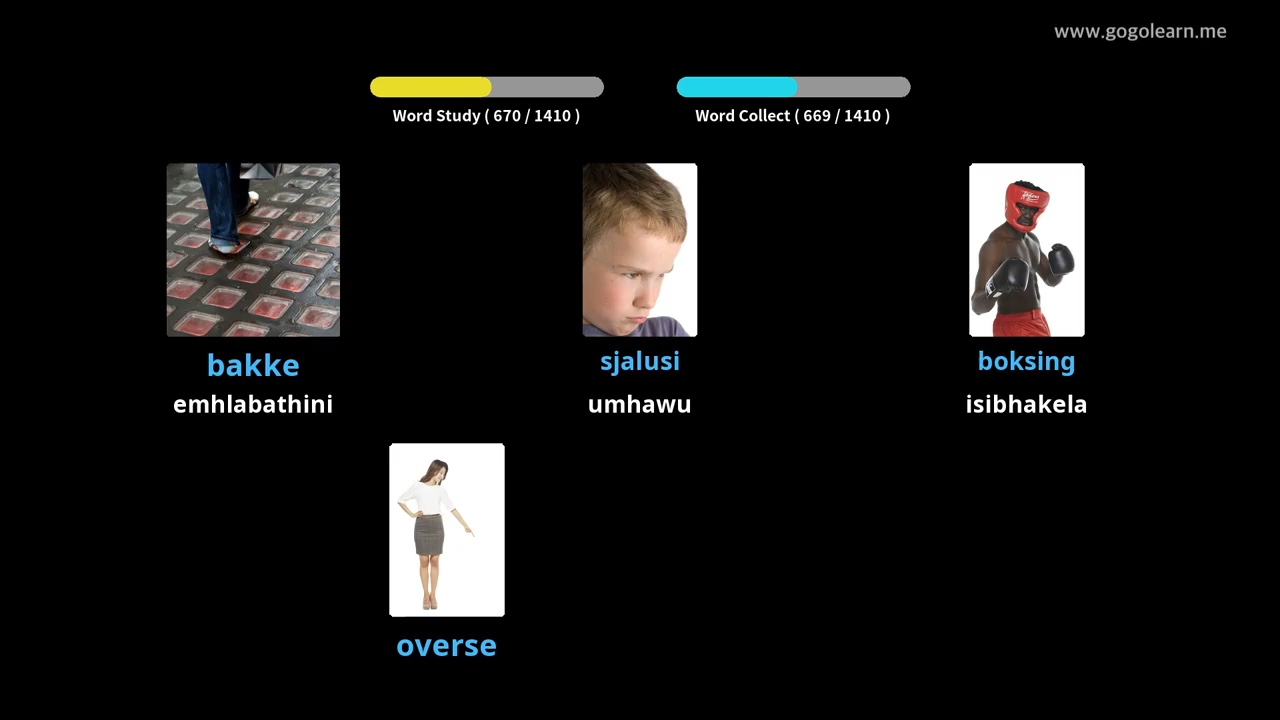 www.gogolearn.me
Word Study ( 670 / 1410 )
Word Collect ( 669 / 1410 )
bakke
sjalusi
boksing
emhlabathini
umhawu
isibhakela
overse